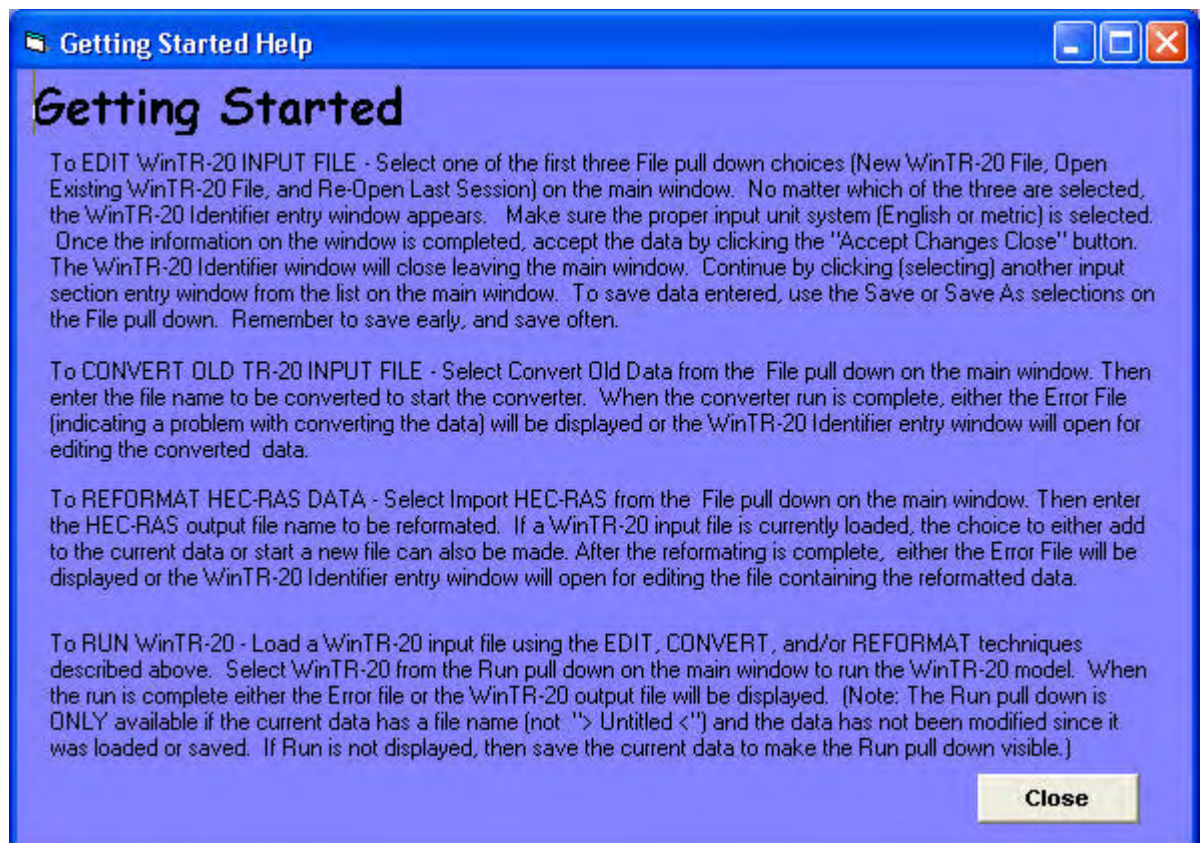 Getting Started Help
Getting Started
To EDIT WinTR-20 INPUT FILE - Select one of the first three File pull down choices (New WinTR-20 File, Open
Existing WinTR-20 File, and Re-Open Last Session) on the main window.  No matter which of the three are selected,
the WinTR-20 Identifier entry window appears.   Make sure the proper input unit system (English or metric) is selected.
Once the information on the window is completed, accept the data by clicking the "Accept Changes Close" button.
The WinTR-20 Identifier window will close leaving the main window.  Continue by clicking (selecting) another input
section entry window from the list on the main window.  To save data entered, use the Save or Save As selections on
the File pull down.  Remember to save early, and save often.
To CONVERT OLD TR-20 INPUT FILE - Select Convert Old Data from the  File pull down on the main window. Then
enter the file name to be converted to start the converter.  When the converter run is complete, either the Error File
(indicating a problem with converting the data) will be displayed or the WinTR-20 Identifier entry window will open for
editing the converted  data.
To REFORMAT HEC-RAS DATA - Select Import HEC-RAS from the  File pull down on the main window. Then enter
the HEC-RAS output file name to be reformated.  If a WinTR-20 input file is currently loaded, the choice to either add
to the current data or start a new file can also be made. After the reformating is complete,  either the Error File will be
displayed or the WinTR-20 Identifier entry window will open for editing the file containing the reformatted data.
To RUN WinTR-20 - Load a WinTR-20 input file using the EDIT, CONVERT, and/or REFORMAT techniques
described above.  Select WinTR-20 from the Run pull down on the main window to run the WinTR-20 model.  When
the run is complete either the Error file or the WinTR-20 output file will be displayed.  (Note: The Run pull down is
ONLY available if the current data has a file name (not  "> Untitled <") and the data has not been modified since it
was loaded or saved.  If Run is not displayed, then save the current data to make the Run pull down visible.)
Close